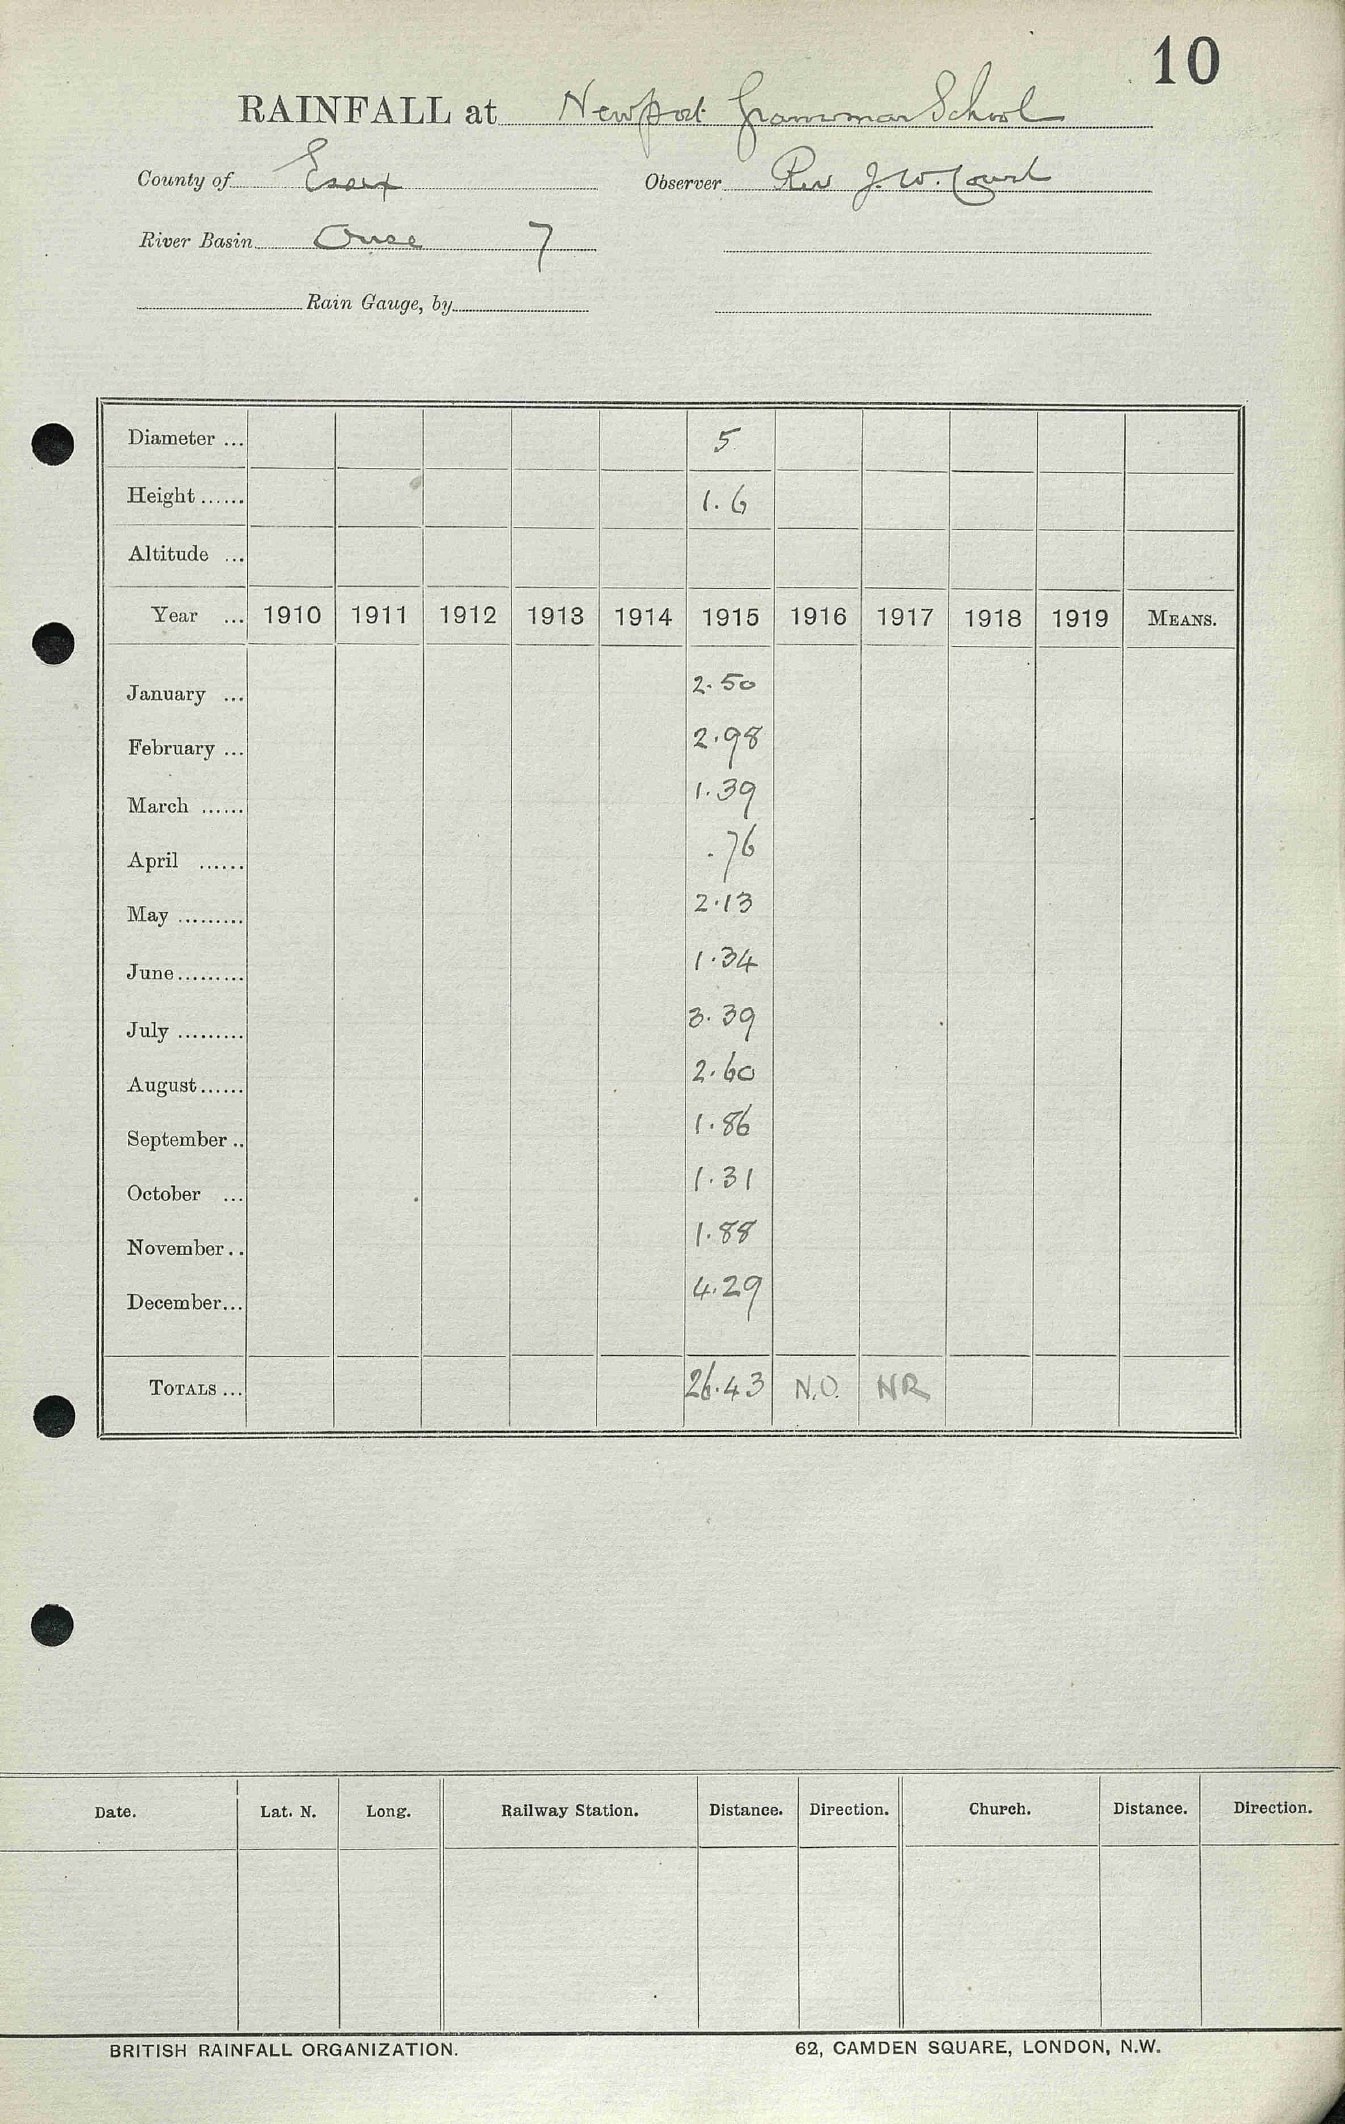 10
RAINFALL at Newport Grammar School
County of Essex Observer Rev J. W. Court
River Basin Ouse 7
Rain Gauge, by
Diameter ... 5
Height ...... 1.6
Altitude ...
Year ... 1910 1911 1912 1913 1914 1915 1916 1917 1918 1919 MEANS.
January ... 2.50
February ... 2.98
March ...... 1.39
April ...... .76
May ......... 2.13
June ......... 1.34
July ......... 3.39
August ...... 2.60
September .. 1.86
October ... 1.31
November .. 1.88
December ... 4.29
TOTALS ... 26.43 N.O. NR
Date. Lat. N. Long. Railway Station. Distance. Direction. Church. Distance. Direction.
BRITISH RAINFALL ORGANIZATION. 62, CAMDEN SQUARE, LONDON, N.W.